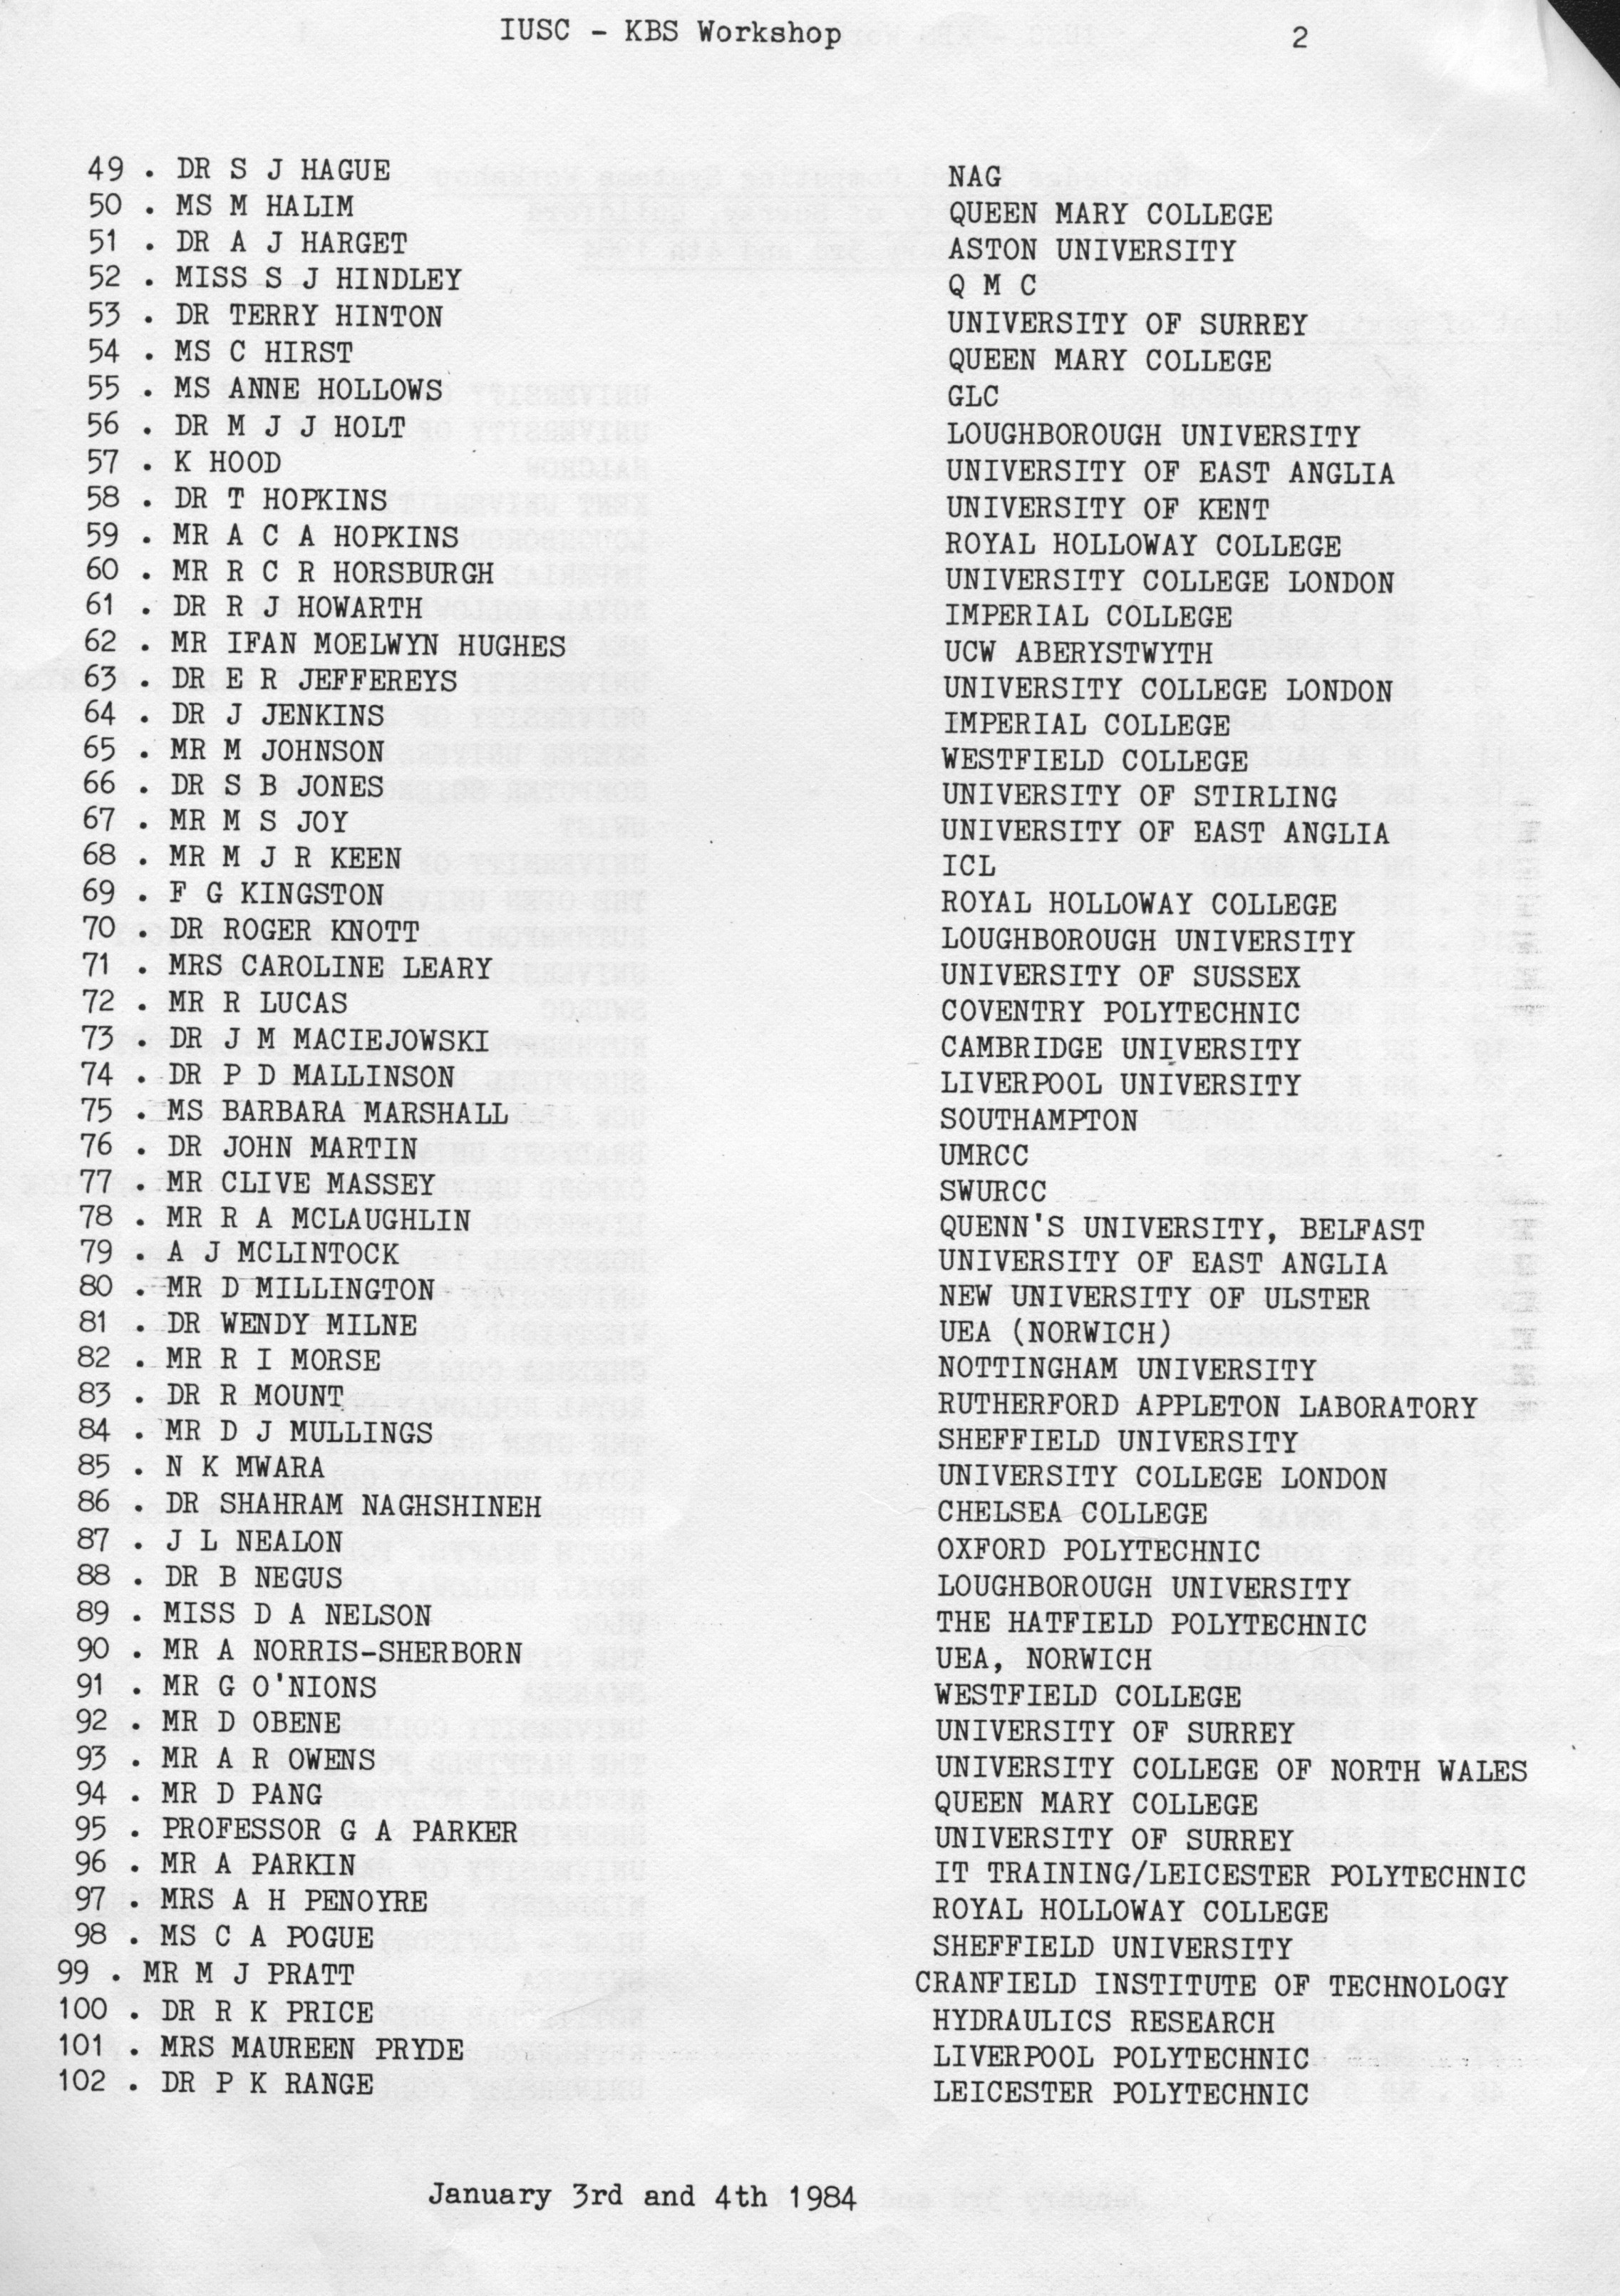 IUSC - KBS Workshop 2
49 . DR S J HAGUE NAG
50 . MS M HALIM QUEEN MARY COLLEGE
51 . DR A J HARGET ASTON UNIVERSITY
52 . MISS S J HINDLEY Q M C
53 . DR TERRY HINTON UNIVERSITY OF SURREY
54 . MS C HIRST QUEEN MARY COLLEGE
55 . MS ANNE HOLLOWS GLC
56 . DR M J J HOLT LOUGHBOROUGH UNIVERSITY
57 . K HOOD UNIVERSITY OF EAST ANGLIA
58 . DR T HOPKINS UNIVERSITY OF KENT
59 . MR A C A HOPKINS ROYAL HOLLOWAY COLLEGE
60 . MR R C R HORSBURGH UNIVERSITY COLLEGE LONDON
61 . DR R J HOWARTH IMPERIAL COLLEGE
62 . MR IFAN MOELWYN HUGHES UCW ABERYSTWYTH
63 . DR E R JEFFEREYS UNIVERSITY COLLEGE LONDON
64 . DR J JENKINS IMPERIAL COLLEGE
65 . MR M JOHNSON WESTFIELD COLLEGE
66 . DR S B JONES UNIVERSITY OF STIRLING
67 . MR M S JOY UNIVERSITY OF EAST ANGLIA
68 . MR M J R KEEN ICL
69 . F G KINGSTON ROYAL HOLLOWAY COLLEGE
70 . DR ROGER KNOTT LOUGHBOROUGH UNIVERSITY
71 . MRS CAROLINE LEARY UNIVERSITY OF SUSSEX
72 . MR R LUCAS COVENTRY POLYTECHNIC
73 . DR J M MACIEJOWSKI CAMBRIDGE UNIVERSITY
74 . DR P D MALLINSON LIVERPOOL UNIVERSITY
75 . MS BARBARA MARSHALL SOUTHAMPTON
76 . DR JOHN MARTIN UMRCC
77 . MR CLIVE MASSEY SWURCC
78 . MR R A MCLAUGHLIN QUENN'S UNIVERSITY, BELFAST
79 . A J MCLINTOCK UNIVERSITY OF EAST ANGLIA
80 . MR D MILLINGTON NEW UNIVERSITY OF ULSTER
81 . DR WENDY MILNE UEA (NORWICH)
82 . MR R I MORSE NOTTINGHAM UNIVERSITY
83 . DR R MOUNT RUTHERFORD APPLETON LABORATORY
84 . MR D J MULLINGS SHEFFIELD UNIVERSITY
85 . N K MWARA UNIVERSITY COLLEGE LONDON
86 . DR SHAHRAM NAGHSHINEH CHELSEA COLLEGE
87 . J L NEALON OXFORD POLYTECHNIC
88 . DR B NEGUS LOUGHBOROUGH UNIVERSITY
89 . MISS D A NELSON THE HATFIELD POLYTECHNIC
90 . MR A NORRIS-SHERBORN UEA, NORWICH
91 . MR G O'NIONS WESTFIELD COLLEGE
92 . MR D OBENE UNIVERSITY OF SURREY
93 . MR A R OWENS UNIVERSITY COLLEGE OF NORTH WALES
94 . MR D PANG QUEEN MARY COLLEGE
95 . PROFESSOR G A PARKER UNIVERSITY OF SURREY
96 . MR A PARKIN IT TRAINING/LEICESTER POLYTECHNIC
97 . MRS A H PENOYRE ROYAL HOLLOWAY COLLEGE
98 . MS C A POGUE SHEFFIELD UNIVERSITY
99 . MR M J PRATT CRANFIELD INSTITUTE OF TECHNOLOGY
100 . DR R K PRICE HYDRAULICS RESEARCH
101 . MRS MAUREEN PRYDE LIVERPOOL POLYTECHNIC
102 . DR P K RANGE LEICESTER POLYTECHNIC
January 3rd and 4th 1984